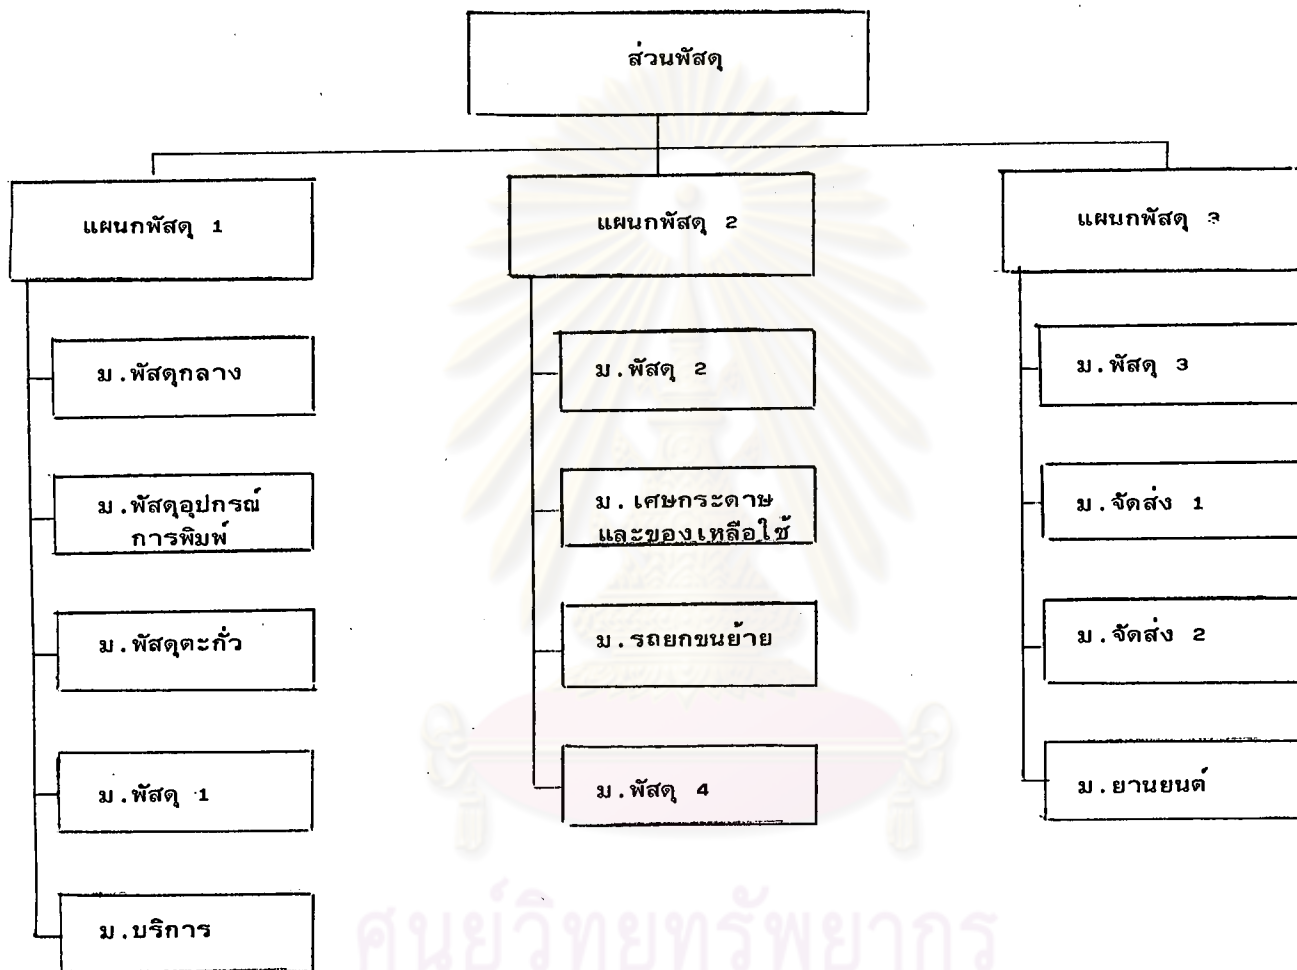 ส่วนพัสดุ
แผนกพัสดุ 1
แผนกพัสดุ 2
แผนกพัสดุ 3
ม.พัสดุกลาง
ม.พัสดุอุปกรณ์
การพิมพ์
ม.พัสดุตะกั่ว
ม.พัสดุ 1
ม.บริการ
ม.พัสดุ 2
ม.เศษกระดาษ
และของเหลือใช้
ม.รถยกขนย้าย
ม.พัสดุ 4
ม.พัสดุ 3
ม.จัดส่ง 1
ม.จัดส่ง 2
ม.ยานยนต์
ศูนย์วิทยทรัพยากร